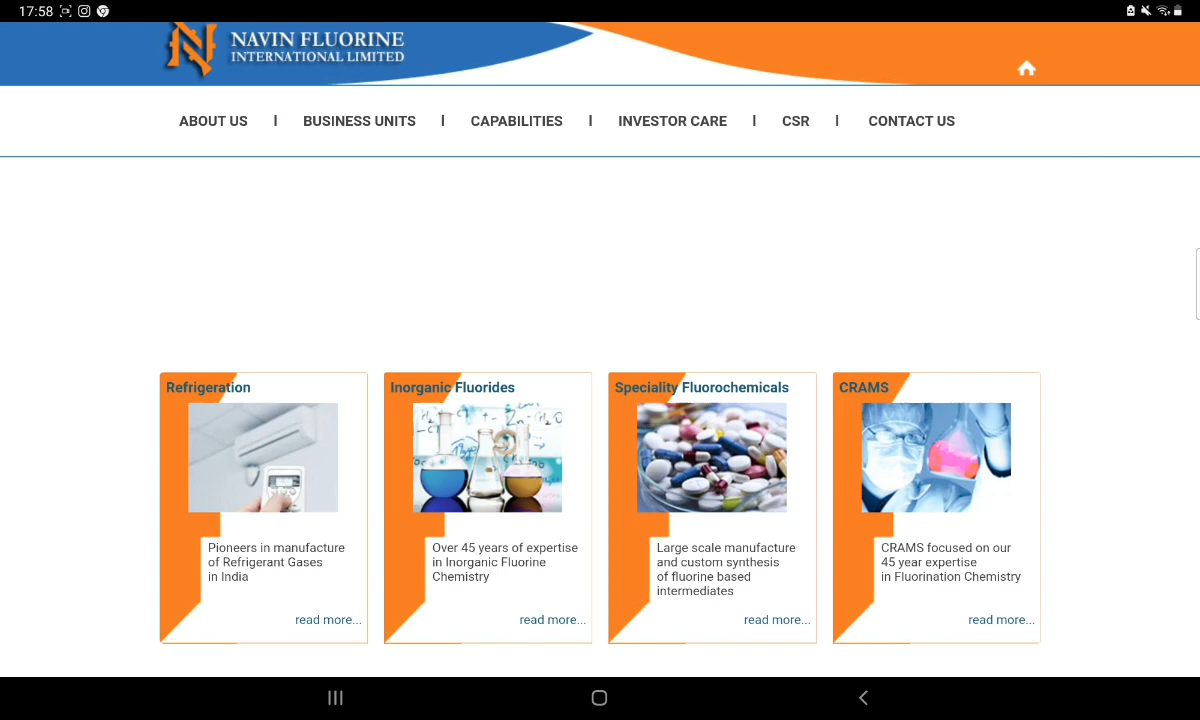 17:58
NAVIN FLUORINE
INTERNATIONAL LIMITED
ABOUT US | BUSINESS UNITS | CAPABILITIES | INVESTOR CARE | CSR | CONTACT US
Refrigeration
Pioneers in manufacture
of Refrigerant Gases
in India
read more...
Inorganic Fluorides
Over 45 years of expertise
in Inorganic Fluorine
Chemistry
read more...
Speciality Fluorochemicals
Large scale manufacture
and custom synthesis
of fluorine based
intermediates
read more...
CRAMS
CRAMS focused on our
45 year expertise
in Fluorination Chemistry
read more...